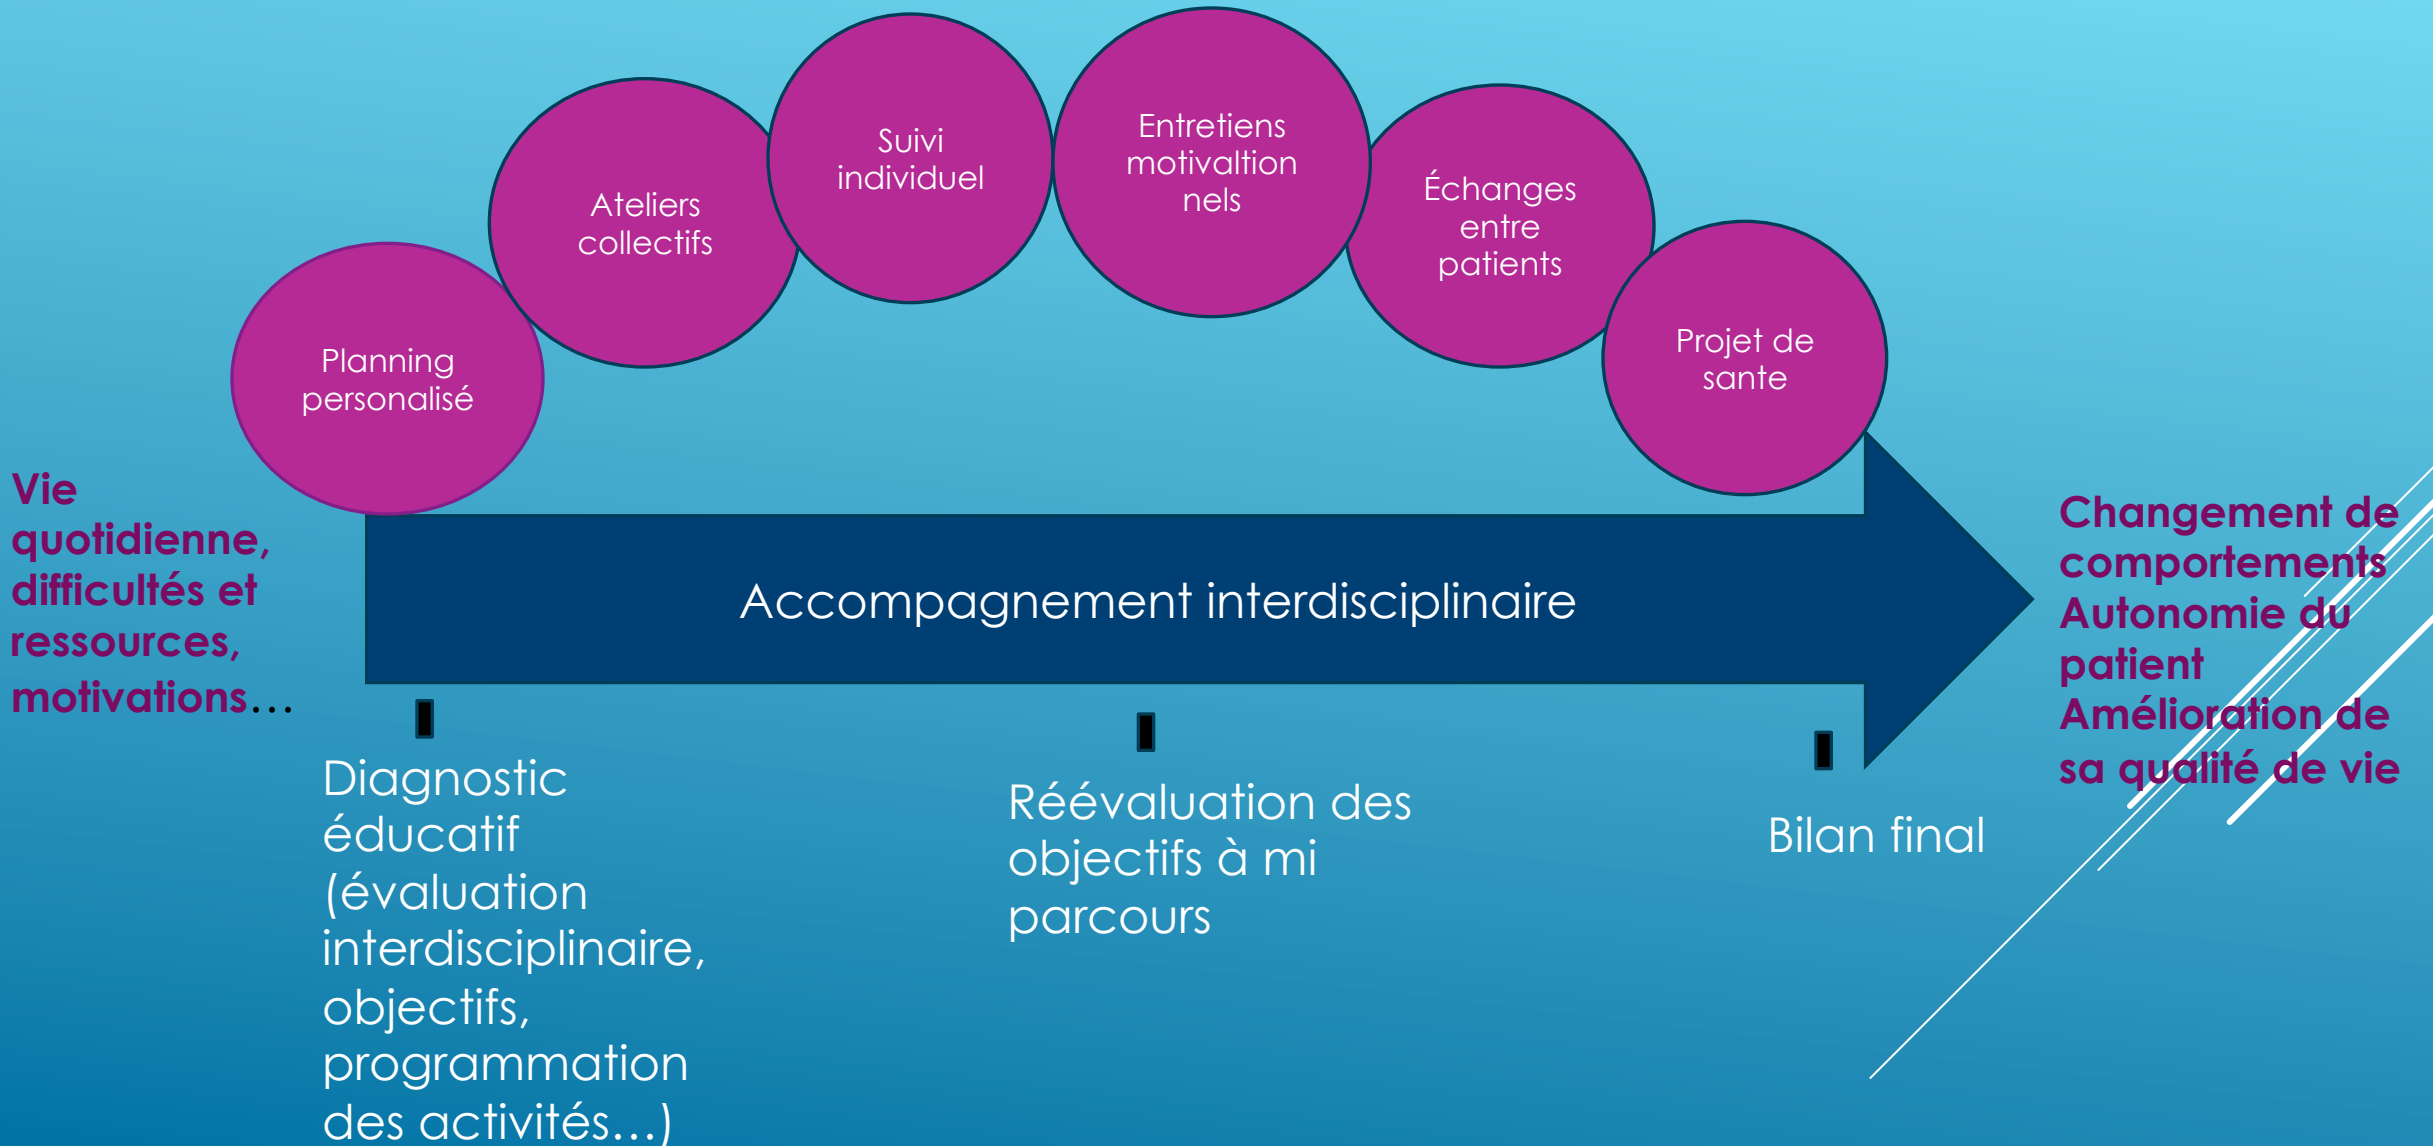 Planning
personalisé
Ateliers
collectifs
Suivi
individuel
Entretiens
motivaltion
nels
Échanges
entre
patients
Projet de
sante
Vie
quotidienne,
difficultés et
ressources,
motivations…
Accompagnement interdisciplinaire
Changement de
comportements
Autonomie du
patient
Amélioration de
sa qualité de vie
Diagnostic
éducatif
(évaluation
interdisciplinaire,
objectifs,
programmation
des activités…)
Réévaluation des
objectifs à mi
parcours
Bilan final